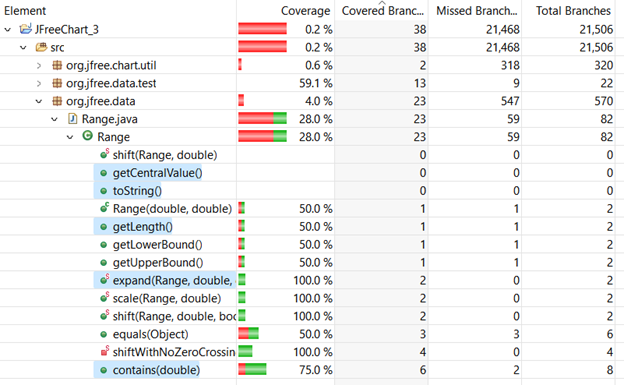 Element Coverage Covered Branc... Missed Branch... Total Branches
JFreeChart_3 0.2 % 38 21,468 21,506
src 0.2 % 38 21,468 21,506
org.jfree.chart.util 0.6 % 2 318 320
org.jfree.data.test 59.1 % 13 9 22
org.jfree.data 4.0 % 23 547 570
Range.java 28.0 % 23 59 82
Range 28.0 % 23 59 82
shift(Range, double) 0 0 0
getCentralValue() 0 0 0
toString() 0 0 0
Range(double, double) 50.0 % 1 1 2
getLength() 50.0 % 1 1 2
getLowerBound() 50.0 % 1 1 2
getUpperBound() 50.0 % 1 1 2
expand(Range, double, 100.0 % 2 0 2
scale(Range, double) 100.0 % 2 0 2
shift(Range, double, boo 100.0 % 2 0 2
equals(Object) 50.0 % 3 3 6
shiftWithNoZeroCrossin 100.0 % 4 0 4
contains(double) 75.0 % 6 2 8